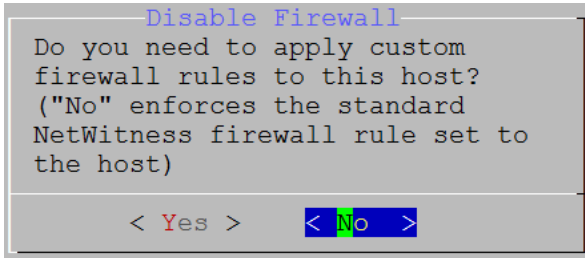 Disable Firewall
Do you need to apply custom
firewall rules to this host?
("No" enforces the standard
NetWitness firewall rule set to
the host)
< Yes > < No >